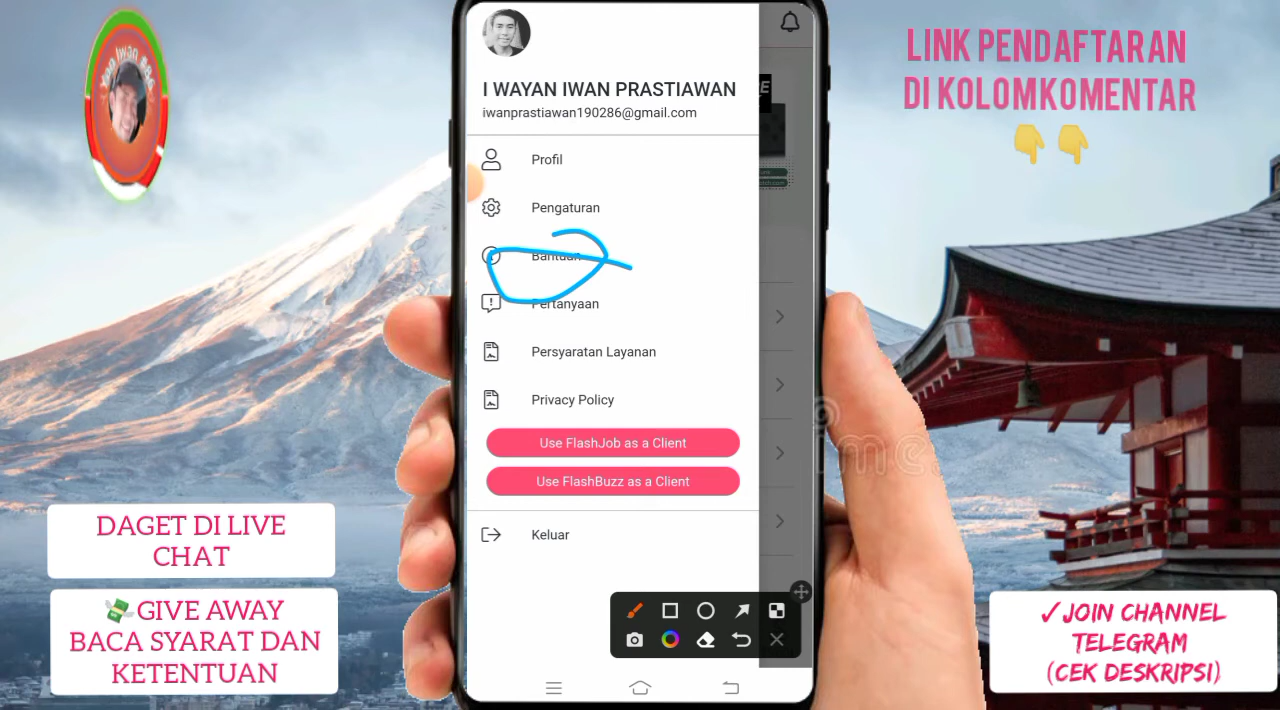 LINK PENDAFTARAN
DI KOLOMKOMENTAR
I WAYAN IWAN PRASTIAWAN
iwanprastiawan190286@gmail.com
Profil
Pengaturan
Bantuan
Pertanyaan
Persyaratan Layanan
Privacy Policy
Use FlashJob as a Client
Use FlashBuzz as a Client
Keluar
DAGET DI LIVE
CHAT
GIVE AWAY
BACA SYARAT DAN
KETENTUAN
✓JOIN CHANNEL
TELEGRAM
(CEK DESKRIPSI)